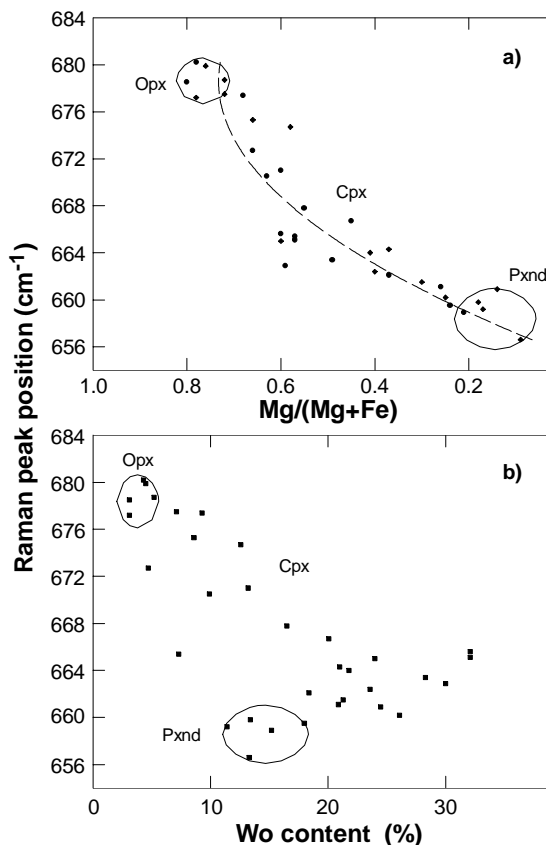 Raman peak position (cm-1)
a)
684
680
676
672
668
664
660
656
Opx
Cpx
Pxnd
1.0 0.8 0.6 0.4 0.2
Mg/(Mg+Fe)
b)
684
680
676
672
668
664
660
656
Opx
Cpx
Pxnd
0 10 20 30
Wo content (%)